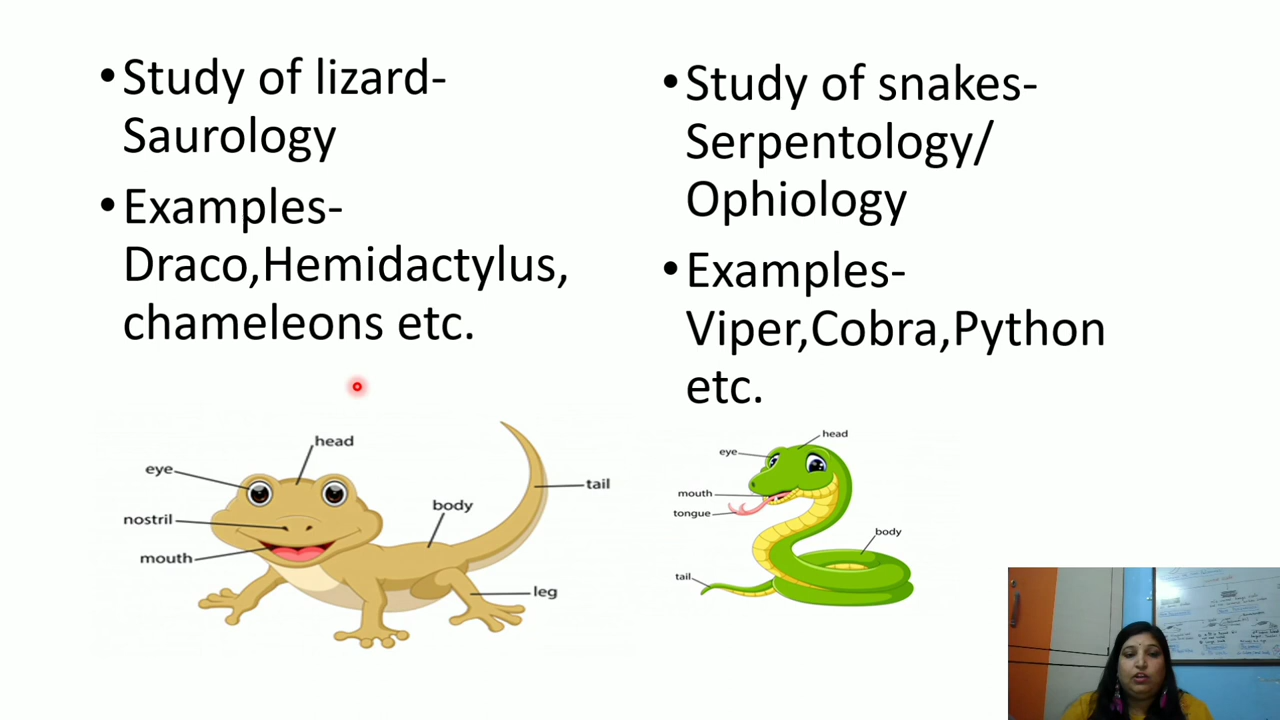 •Study of lizard-
Saurology
•Examples-
Draco,Hemidactylus,
chameleons etc.
•Study of snakes-
Serpentology/
Ophiology
•Examples-
Viper,Cobra,Python
etc.
head
eye
nostril
mouth
body
tail
leg
head
eye
mouth
tongue
body
tail